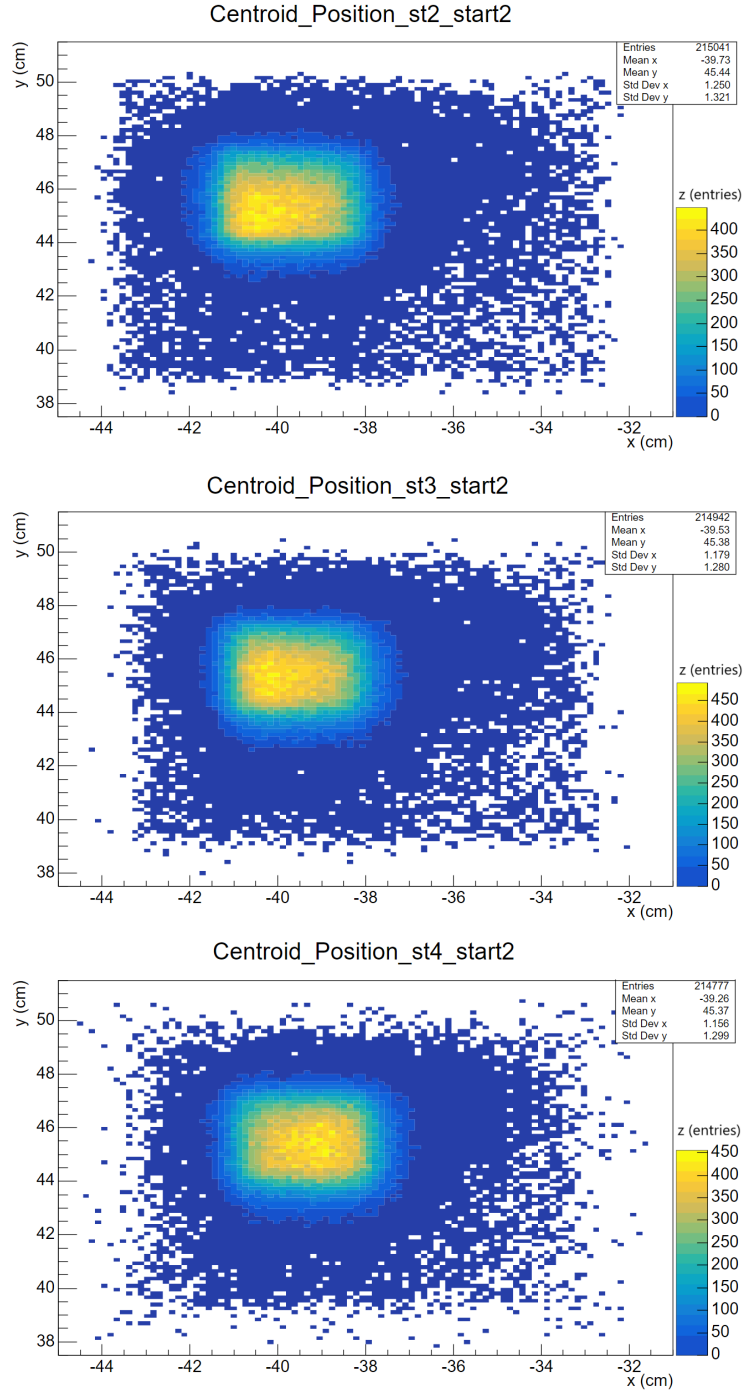 Centroid_Position_st2_start2
y (cm)
50
48
46
44
42
40
38
-44
-42
-40
-38
-36
-34
-32
x (cm)
Entries 215041
Mean x -39.73
Mean y 45.44
Std Dev x 1.250
Std Dev y 1.321
z (entries)
400
350
300
250
200
150
100
50
0
Centroid_Position_st3_start2
y (cm)
50
48
46
44
42
40
38
-44
-42
-40
-38
-36
-34
-32
x (cm)
Entries 214942
Mean x -39.53
Mean y 45.38
Std Dev x 1.179
Std Dev y 1.280
z (entries)
450
400
350
300
250
200
150
100
50
0
Centroid_Position_st4_start2
y (cm)
50
48
46
44
42
40
38
-44
-42
-40
-38
-36
-34
-32
x (cm)
Entries 214777
Mean x -39.26
Mean y 45.37
Std Dev x 1.156
Std Dev y 1.299
z (entries)
450
400
350
300
250
200
150
100
50
0